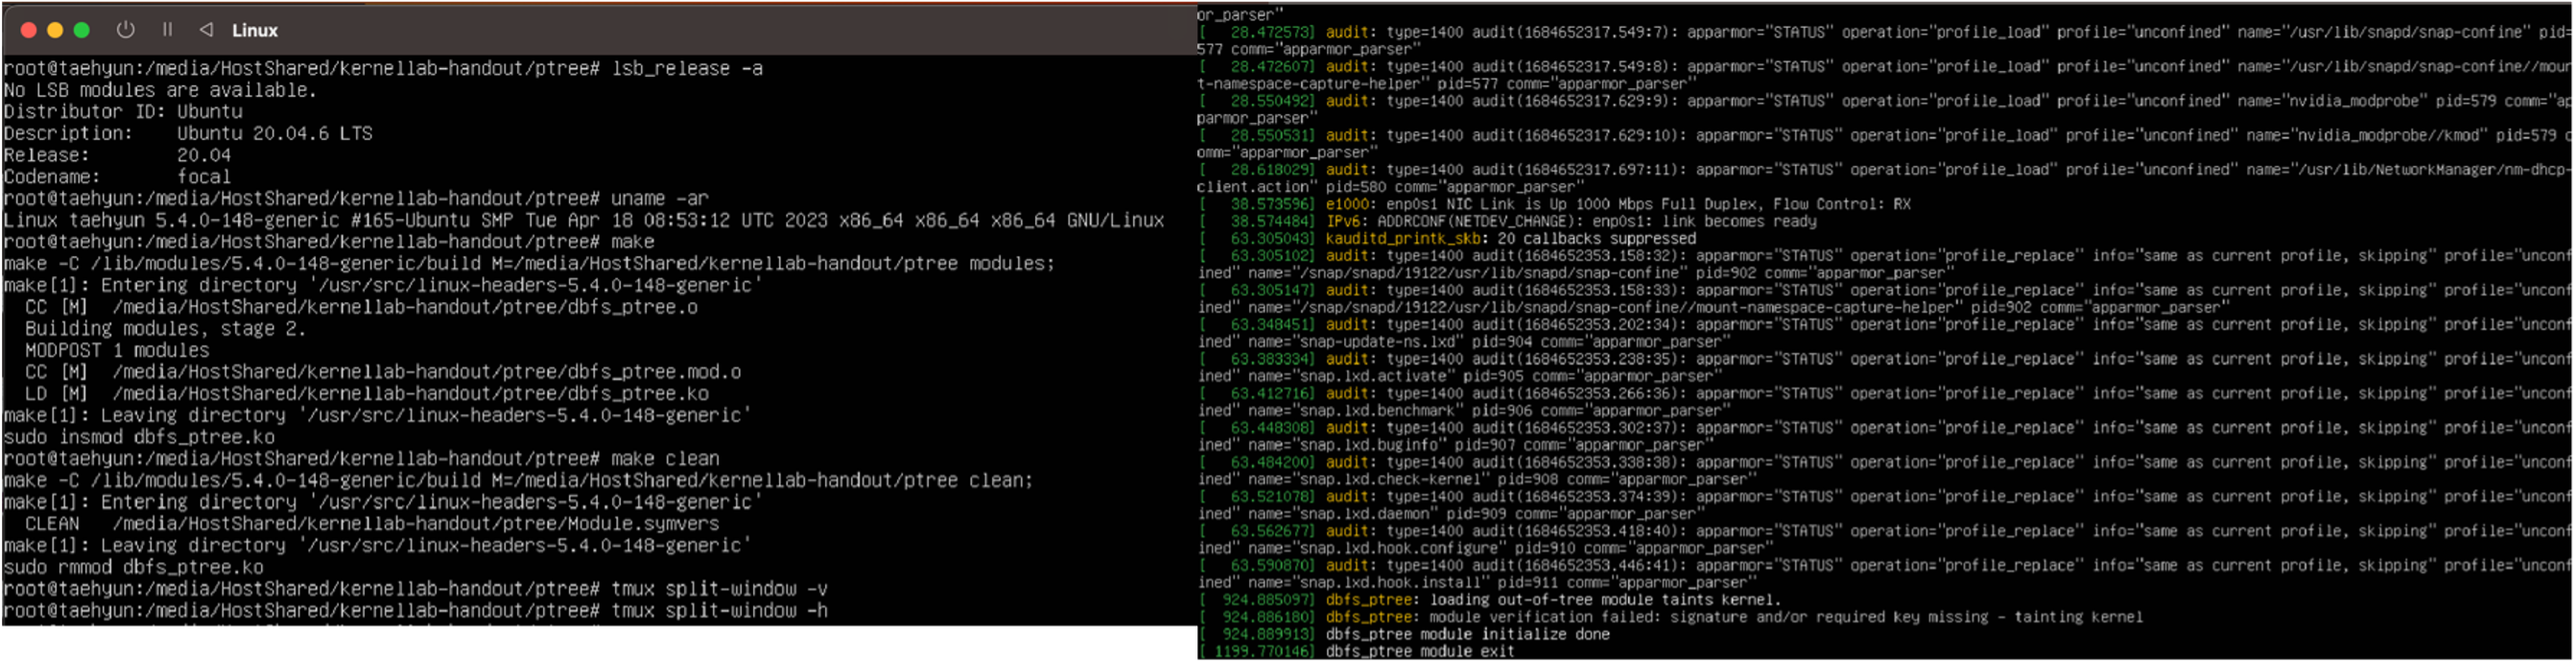 Linux
root@taehyun:/media/HostShared/kernellab-handout/ptree# lsb_release -a
No LSB modules are available.
Distributor ID: Ubuntu
Description:    Ubuntu 20.04.6 LTS
Release:        20.04
Codename:       focal
root@taehyun:/media/HostShared/kernellab-handout/ptree# uname -ar
Linux taehyun 5.4.0-148-generic #165-Ubuntu SMP Tue Apr 18 08:53:12 UTC 2023 x86_64 x86_64 x86_64 GNU/Linux
root@taehyun:/media/HostShared/kernellab-handout/ptree# make
make -C /lib/modules/5.4.0-148-generic/build M=/media/HostShared/kernellab-handout/ptree modules;
make[1]: Entering directory '/usr/src/linux-headers-5.4.0-148-generic'
  CC [M]  /media/HostShared/kernellab-handout/ptree/dbfs_ptree.o
  Building modules, stage 2.
  MODPOST 1 modules
  CC [M]  /media/HostShared/kernellab-handout/ptree/dbfs_ptree.mod.o
  LD [M]  /media/HostShared/kernellab-handout/ptree/dbfs_ptree.ko
make[1]: Leaving directory '/usr/src/linux-headers-5.4.0-148-generic'
sudo insmod dbfs_ptree.ko
root@taehyun:/media/HostShared/kernellab-handout/ptree# make clean
make -C /lib/modules/5.4.0-148-generic/build M=/media/HostShared/kernellab-handout/ptree clean;
make[1]: Entering directory '/usr/src/linux-headers-5.4.0-148-generic'
  CLEAN   /media/HostShared/kernellab-handout/ptree/Module.symvers
make[1]: Leaving directory '/usr/src/linux-headers-5.4.0-148-generic'
sudo rmmod dbfs_ptree.ko
root@taehyun:/media/HostShared/kernellab-handout/ptree# tmux split-window -v
root@taehyun:/media/HostShared/kernellab-handout/ptree# tmux split-window -h
or_parser"
[   28.472573] audit: type=1400 audit(1684652317.549:7): apparmor="STATUS" operation="profile_load" profile="unconfined" name="/usr/lib/snapd/snap-confine" pid=
577 comm="apparmor_parser"
[   28.472607] audit: type=1400 audit(1684652317.549:8): apparmor="STATUS" operation="profile_load" profile="unconfined" name="/usr/lib/snapd/snap-confine//moun
t-namespace-capture-helper" pid=577 comm="apparmor_parser"
[   28.550492] audit: type=1400 audit(1684652317.629:9): apparmor="STATUS" operation="profile_load" profile="unconfined" name="nvidia_modprobe" pid=579 comm="ap
parmor_parser"
[   28.550531] audit: type=1400 audit(1684652317.629:10): apparmor="STATUS" operation="profile_load" profile="unconfined" name="nvidia_modprobe//kmod" pid=579 c
omm="apparmor_parser"
[   28.618029] audit: type=1400 audit(1684652317.697:11): apparmor="STATUS" operation="profile_load" profile="unconfined" name="/usr/lib/NetworkManager/nm-dhcp-
client.action" pid=580 comm="apparmor_parser"
[   38.573596] e1000: enp0s1 NIC Link is Up 1000 Mbps Full Duplex, Flow Control: RX
[   38.574484] IPv6: ADDRCONF(NETDEV_CHANGE): enp0s1: link becomes ready
[   63.305043] kauditd_printk_skb: 20 callbacks suppressed
[   63.305102] audit: type=1400 audit(1684652353.158:32): apparmor="STATUS" operation="profile_replace" info="same as current profile, skipping" profile="unconf
ined" name="/snap/snapd/19122/usr/lib/snapd/snap-confine" pid=902 comm="apparmor_parser"
[   63.305147] audit: type=1400 audit(1684652353.158:33): apparmor="STATUS" operation="profile_replace" info="same as current profile, skipping" profile="unconf
ined" name="/snap/snapd/19122/usr/lib/snapd/snap-confine//mount-namespace-capture-helper" pid=902 comm="apparmor_parser"
[   63.348451] audit: type=1400 audit(1684652353.202:34): apparmor="STATUS" operation="profile_replace" info="same as current profile, skipping" profile="unconf
ined" name="snap-update-ns.lxd" pid=904 comm="apparmor_parser"
[   63.383334] audit: type=1400 audit(1684652353.238:35): apparmor="STATUS" operation="profile_replace" info="same as current profile, skipping" profile="unconf
ined" name="snap.lxd.activate" pid=905 comm="apparmor_parser"
[   63.412716] audit: type=1400 audit(1684652353.266:36): apparmor="STATUS" operation="profile_replace" info="same as current profile, skipping" profile="unconf
ined" name="snap.lxd.benchmark" pid=906 comm="apparmor_parser"
[   63.448308] audit: type=1400 audit(1684652353.302:37): apparmor="STATUS" operation="profile_replace" info="same as current profile, skipping" profile="unconf
ined" name="snap.lxd.buginfo" pid=907 comm="apparmor_parser"
[   63.484200] audit: type=1400 audit(1684652353.338:38): apparmor="STATUS" operation="profile_replace" info="same as current profile, skipping" profile="unconf
ined" name="snap.lxd.check-kernel" pid=908 comm="apparmor_parser"
[   63.521078] audit: type=1400 audit(1684652353.374:39): apparmor="STATUS" operation="profile_replace" info="same as current profile, skipping" profile="unconf
ined" name="snap.lxd.daemon" pid=909 comm="apparmor_parser"
[   63.562677] audit: type=1400 audit(1684652353.418:40): apparmor="STATUS" operation="profile_replace" info="same as current profile, skipping" profile="unconf
ined" name="snap.lxd.hook.configure" pid=910 comm="apparmor_parser"
[   63.590870] audit: type=1400 audit(1684652353.446:41): apparmor="STATUS" operation="profile_replace" info="same as current profile, skipping" profile="unconf
ined" name="snap.lxd.hook.install" pid=911 comm="apparmor_parser"
[  924.885097] dbfs_ptree: loading out-of-tree module taints kernel.
[  924.886180] dbfs_ptree: module verification failed: signature and/or required key missing - tainting kernel
[  924.889913] dbfs_ptree module initialize done
[ 1199.770146] dbfs_ptree module exit